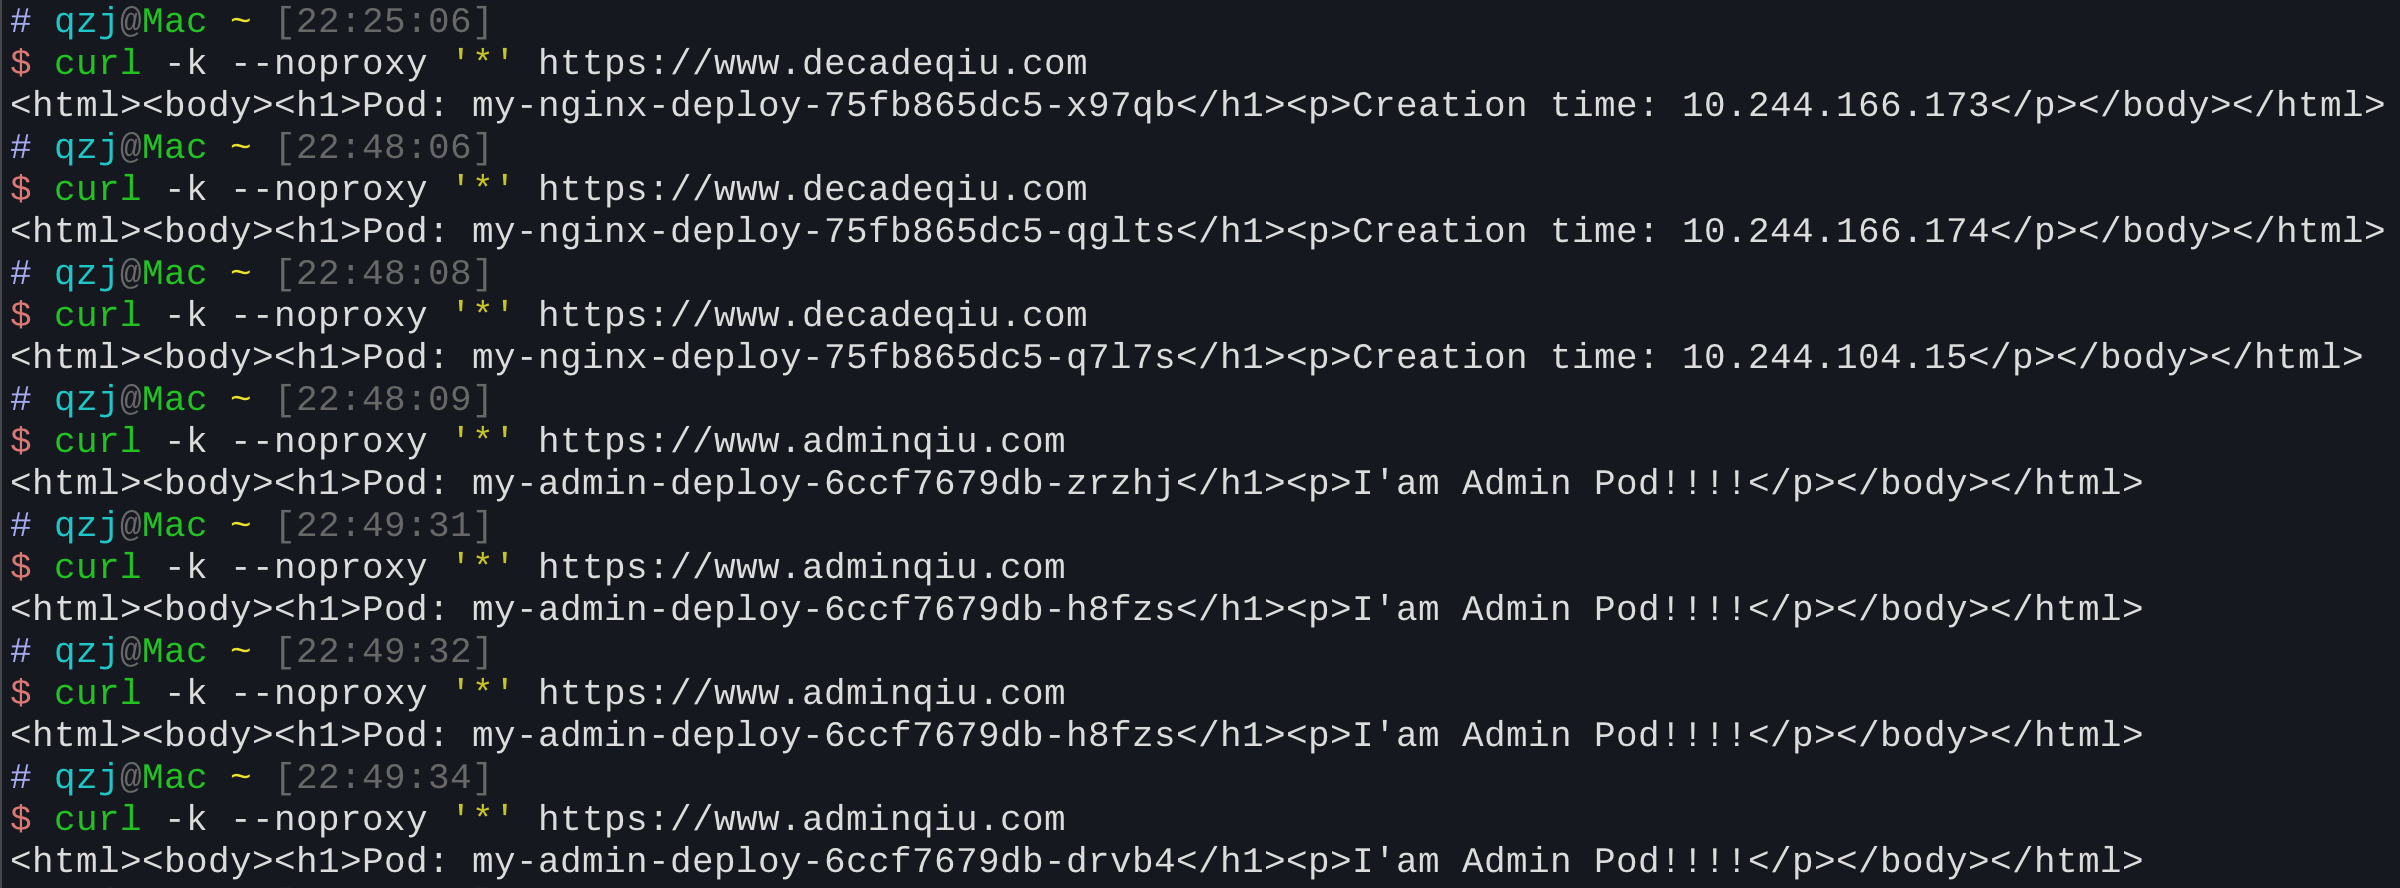 # qzj@Mac ~ [22:25:06]
$ curl -k --noproxy '*' https://www.decadeqiu.com
<html><body><h1>Pod: my-nginx-deploy-75fb865dc5-x97qb</h1><p>Creation time: 10.244.166.173</p></body></html>
# qzj@Mac ~ [22:48:06]
$ curl -k --noproxy '*' https://www.decadeqiu.com
<html><body><h1>Pod: my-nginx-deploy-75fb865dc5-qglts</h1><p>Creation time: 10.244.166.174</p></body></html>
# qzj@Mac ~ [22:48:08]
$ curl -k --noproxy '*' https://www.decadeqiu.com
<html><body><h1>Pod: my-nginx-deploy-75fb865dc5-q7l7s</h1><p>Creation time: 10.244.104.15</p></body></html>
# qzj@Mac ~ [22:48:09]
$ curl -k --noproxy '*' https://www.adminqiu.com
<html><body><h1>Pod: my-admin-deploy-6ccf7679db-zrzhj</h1><p>I'am Admin Pod!!!!</p></body></html>
# qzj@Mac ~ [22:49:31]
$ curl -k --noproxy '*' https://www.adminqiu.com
<html><body><h1>Pod: my-admin-deploy-6ccf7679db-h8fzs</h1><p>I'am Admin Pod!!!!</p></body></html>
# qzj@Mac ~ [22:49:32]
$ curl -k --noproxy '*' https://www.adminqiu.com
<html><body><h1>Pod: my-admin-deploy-6ccf7679db-h8fzs</h1><p>I'am Admin Pod!!!!</p></body></html>
# qzj@Mac ~ [22:49:34]
$ curl -k --noproxy '*' https://www.adminqiu.com
<html><body><h1>Pod: my-admin-deploy-6ccf7679db-drvb4</h1><p>I'am Admin Pod!!!!</p></body></html>